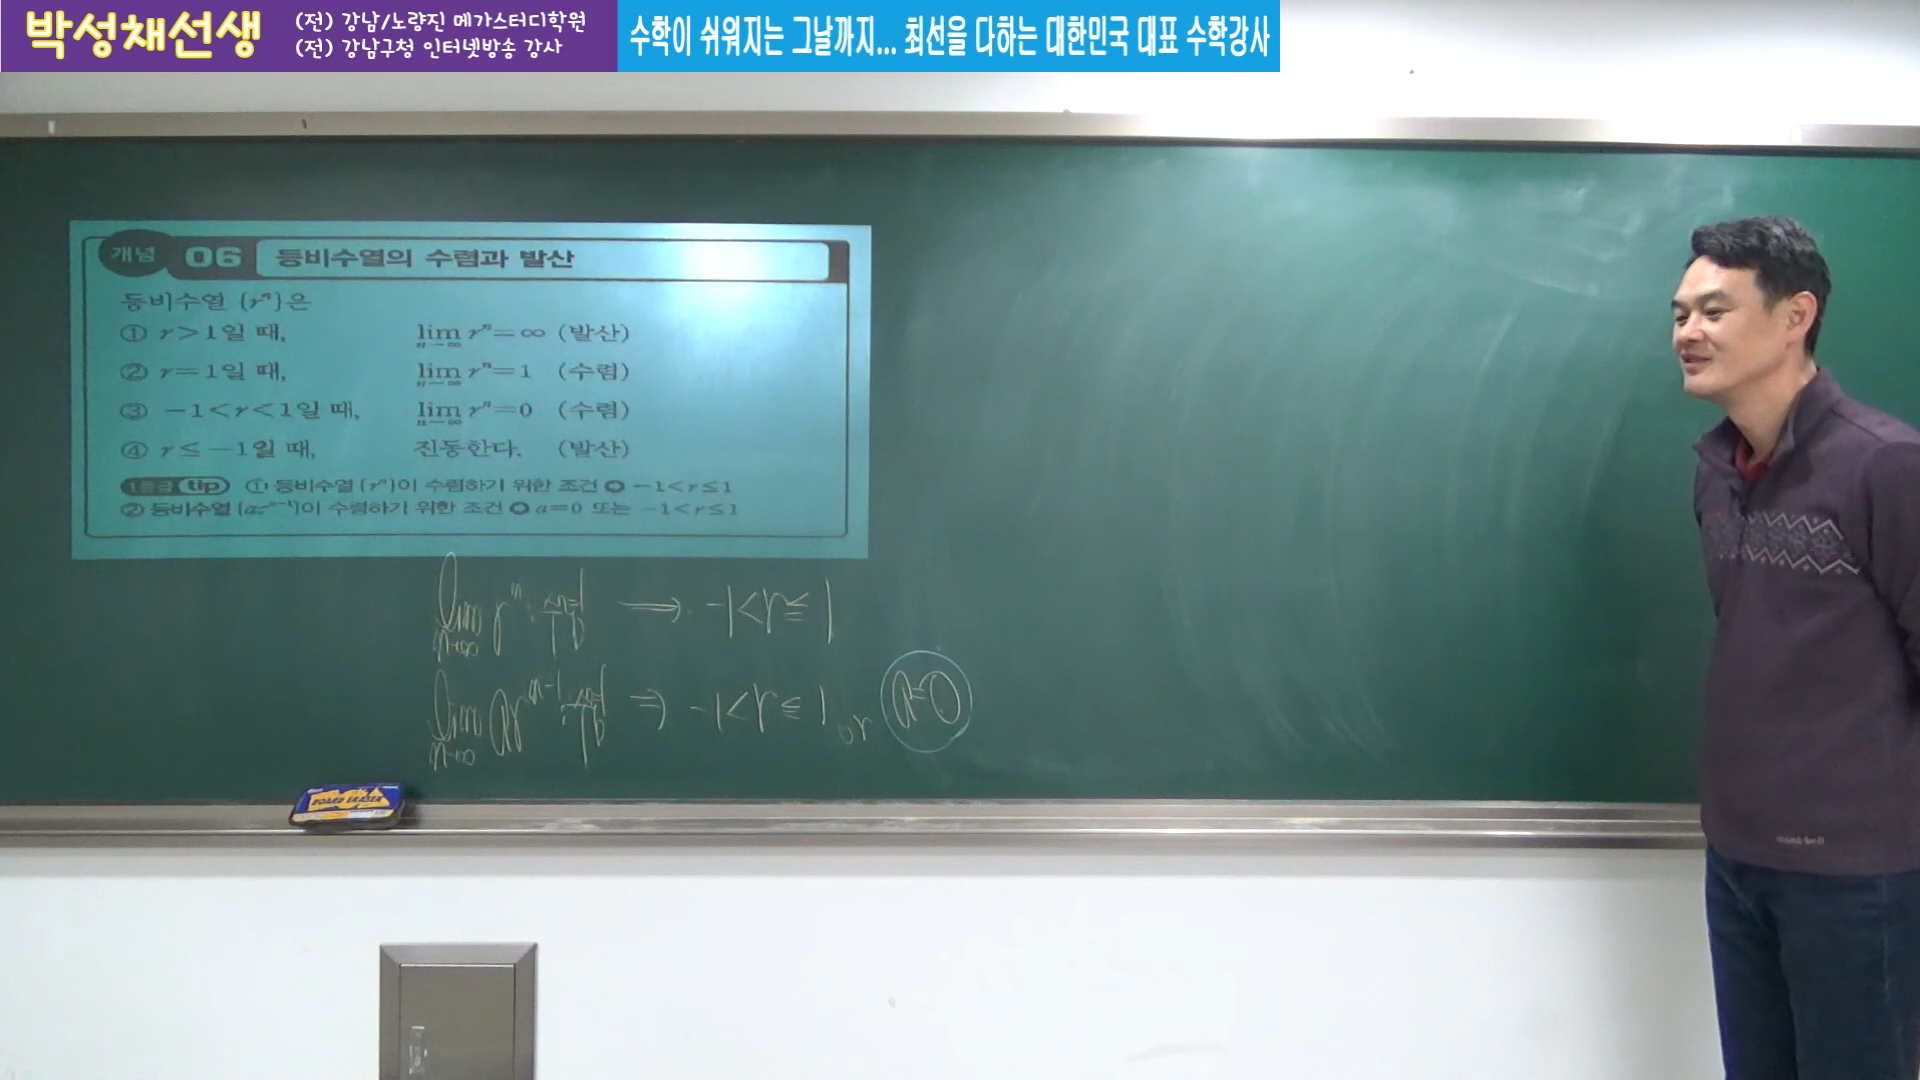 박성채선생
(전) 강남/노량진 메가스터디학원
(전) 강남구청 인터넷방송 강사
수학이 쉬워지는 그날까지... 최선을 다하는 대한민국 대표 수학강사
개념 06 등비수열의 수렴과 발산
등비수열 {rⁿ}은
① r>1일 때, lim n→∞ rⁿ=∞ (발산)
② r=1일 때, lim n→∞ rⁿ=1 (수렴)
③ -1<r<1일 때, lim n→∞ rⁿ=0 (수렴)
④ r≤-1일 때, 진동한다. (발산)
1등급 tip ① 등비수열 {rⁿ}이 수렴하기 위한 조건 ➲ -1<r≤1
② 등비수열 {arⁿ⁻¹}이 수렴하기 위한 조건 ➲ a=0 또는 -1<r≤1
lim n→∞ rⁿ : 수렴 → -1<r≦1
lim n→∞ arⁿ⁻¹ : 수렴 ⇒ -1<r≦1 or a=0
BOARD ERASER
mont-bell